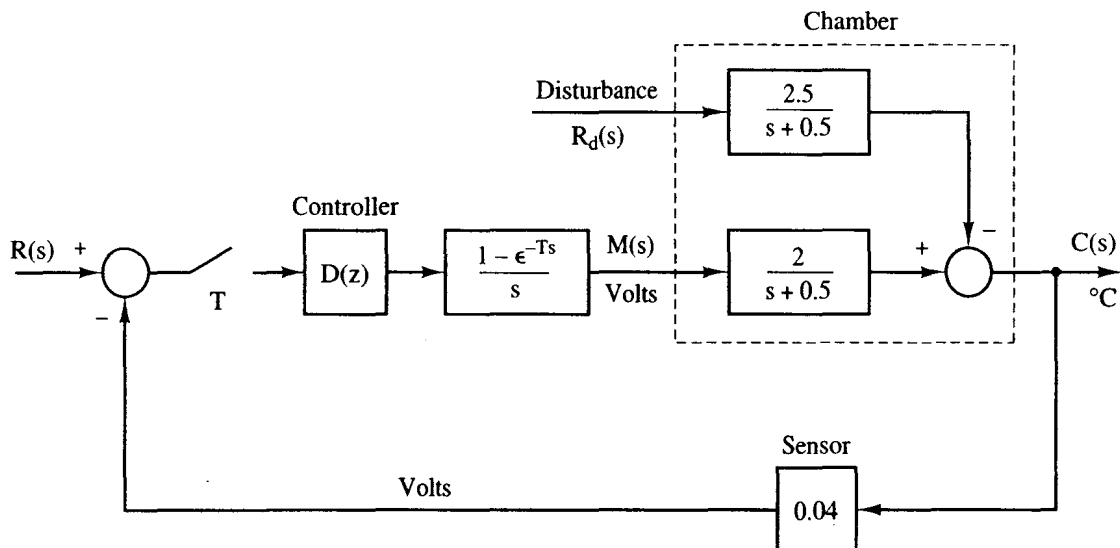 Chamber
Disturbance
R_d(s)
2.5
s + 0.5
Controller
R(s)
+
−
T
D(z)
1 − ϵ^−Ts
s
M(s)
Volts
2
s + 0.5
+
−
C(s)
°C
Sensor
0.04
Volts